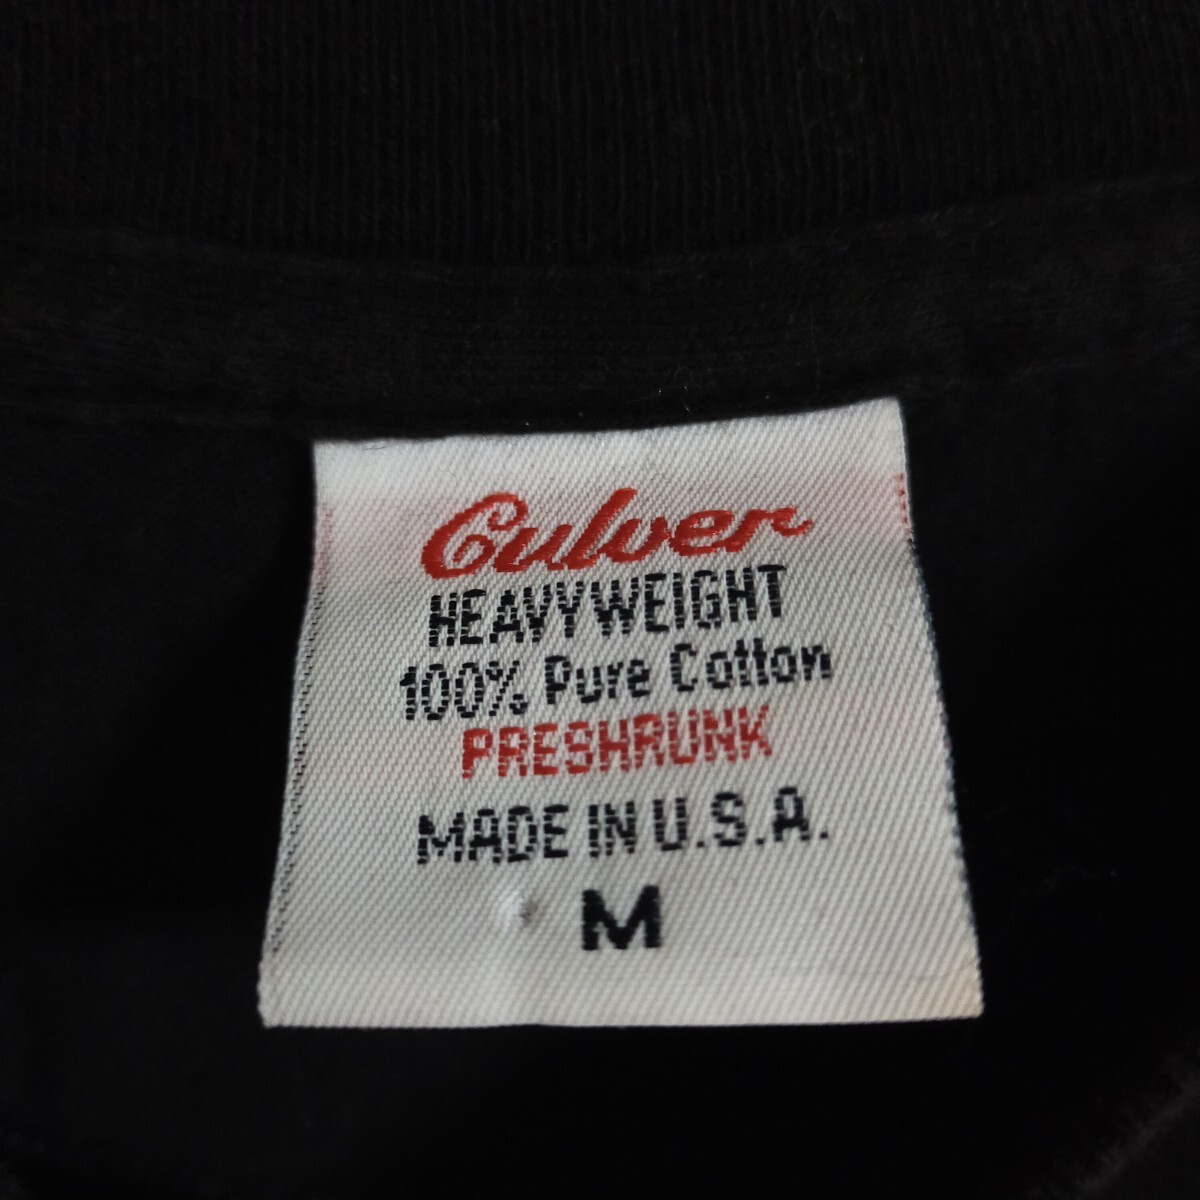 Culver
HEAVYWEIGHT
100% Pure Cotton
PRESHRUNK
MADE IN U.S.A.
M